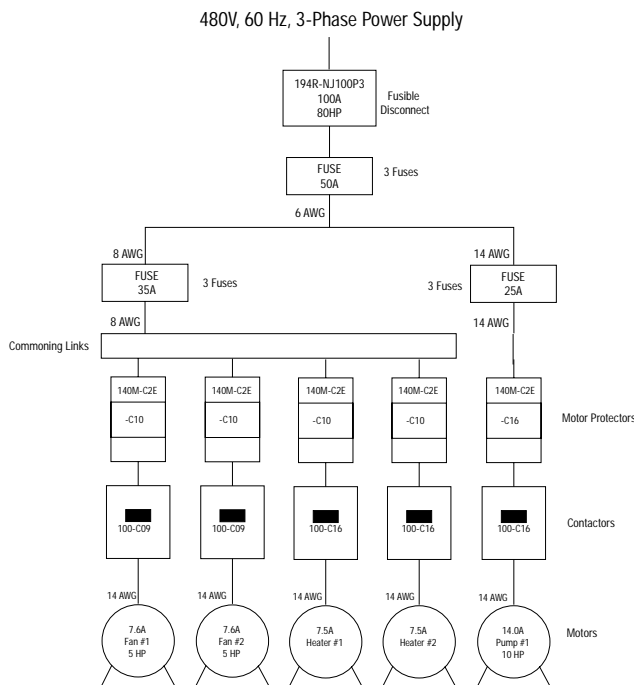 480V, 60 Hz, 3-Phase Power Supply
194R-NJ100P3
100A
80HP
Fusible
Disconnect
FUSE
50A
3 Fuses
6 AWG
8 AWG
14 AWG
FUSE
35A
3 Fuses
3 Fuses
FUSE
25A
8 AWG
14 AWG
Commoning Links
140M-C2E
140M-C2E
140M-C2E
140M-C2E
140M-C2E
-C10
-C10
-C10
-C10
-C16
Motor Protectors
100-C09
100-C09
100-C16
100-C16
100-C16
Contactors
14 AWG
14 AWG
14 AWG
14 AWG
14 AWG
7.6A
Fan #1
5 HP
7.6A
Fan #2
5 HP
7.5A
Heater #1
7.5A
Heater #2
14.0A
Pump #1
10 HP
Motors